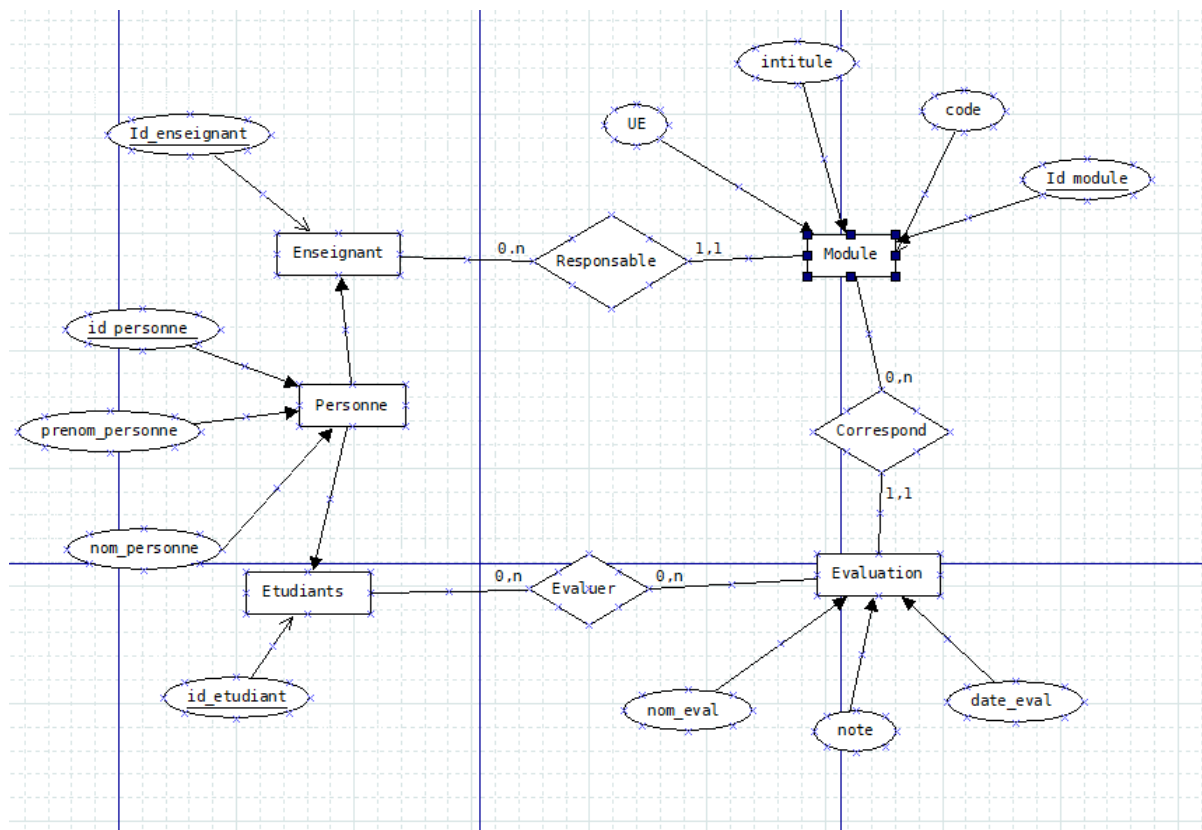 intitule
UE
code
Id_enseignant
Id module
Enseignant
0.n
Responsable
1,1
Module
id personne
Personne
0,n
prenom_personne
Correspond
1,1
nom_personne
Etudiants
0,n
Evaluer
0,n
Evaluation
id_etudiant
nom_eval
note
date_eval